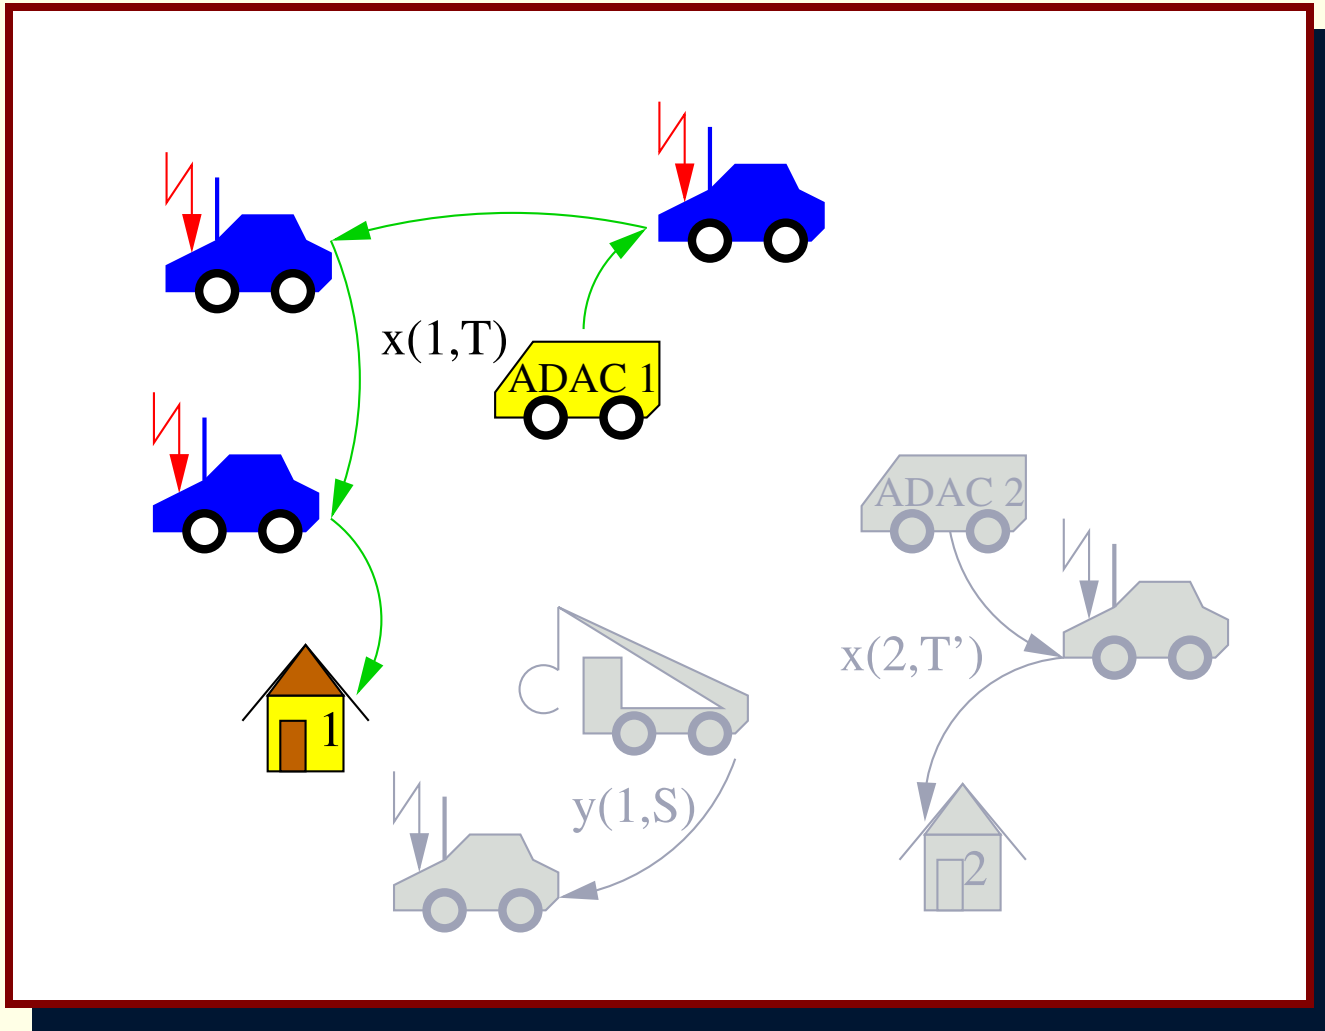 x(1,T)
ADAC 1
ADAC 2
x(2,T’)
1
y(1,S)
2